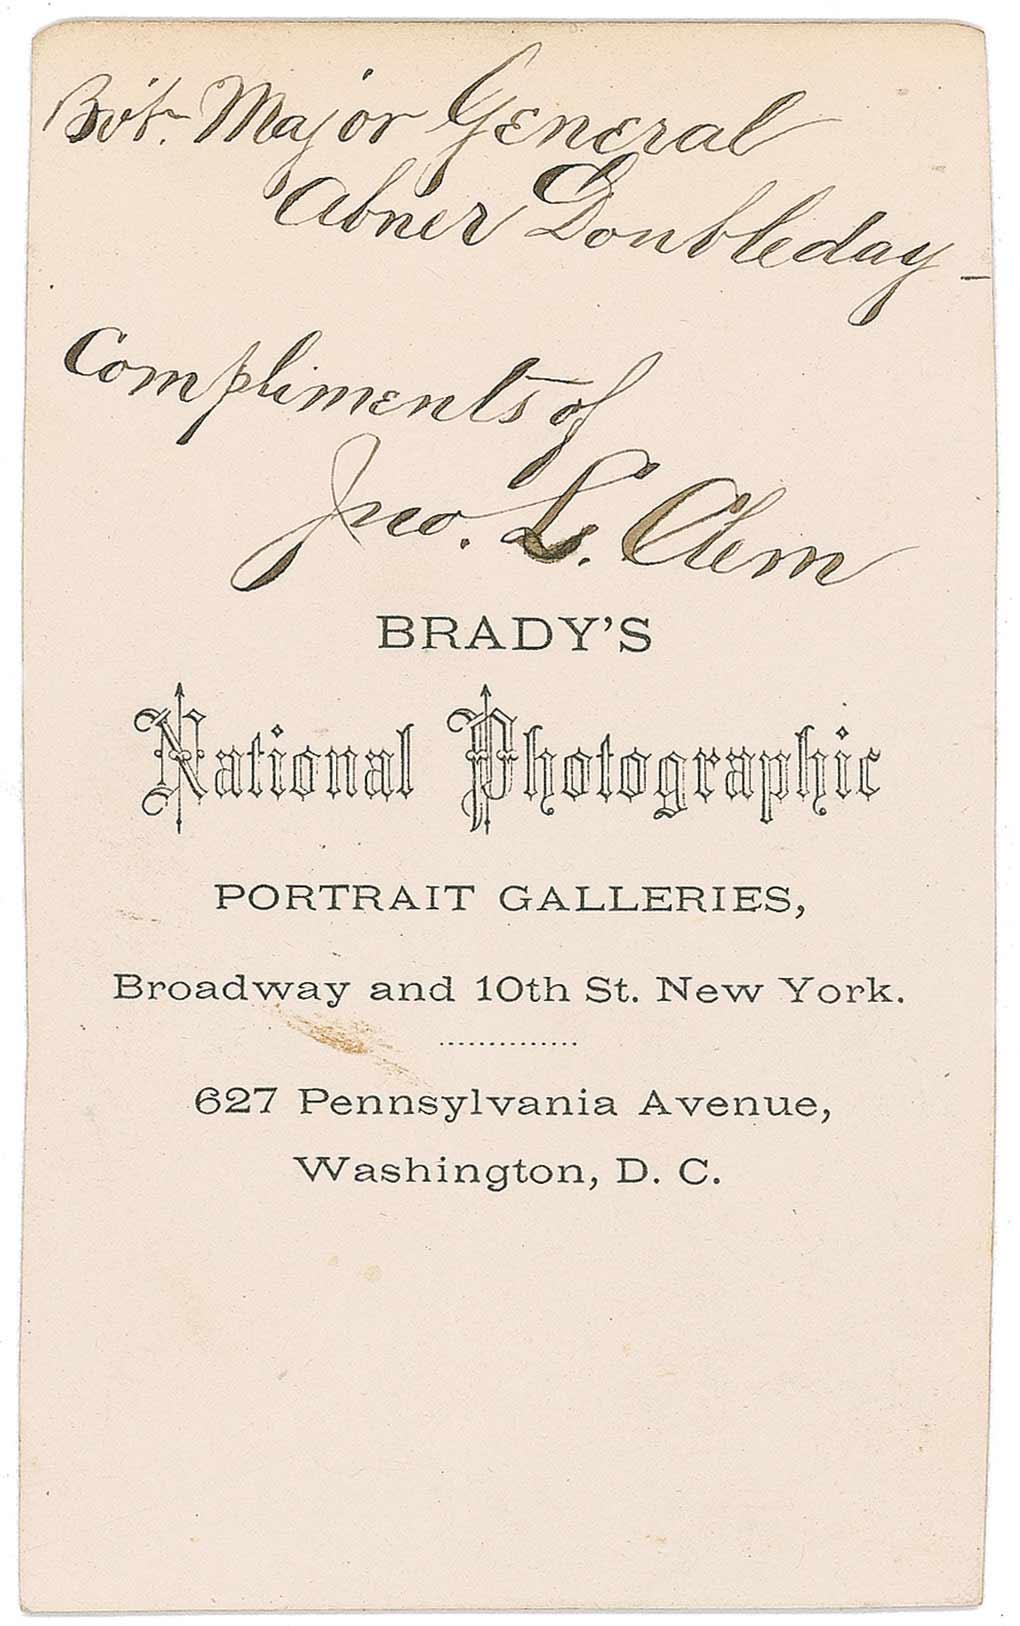 Bvt. Major General
Abner Doubleday -
Compliments of
Jno. L. Clem
BRADY'S
National Photographic
PORTRAIT GALLERIES,
Broadway and 10th St. New York.
627 Pennsylvania Avenue,
Washington, D. C.